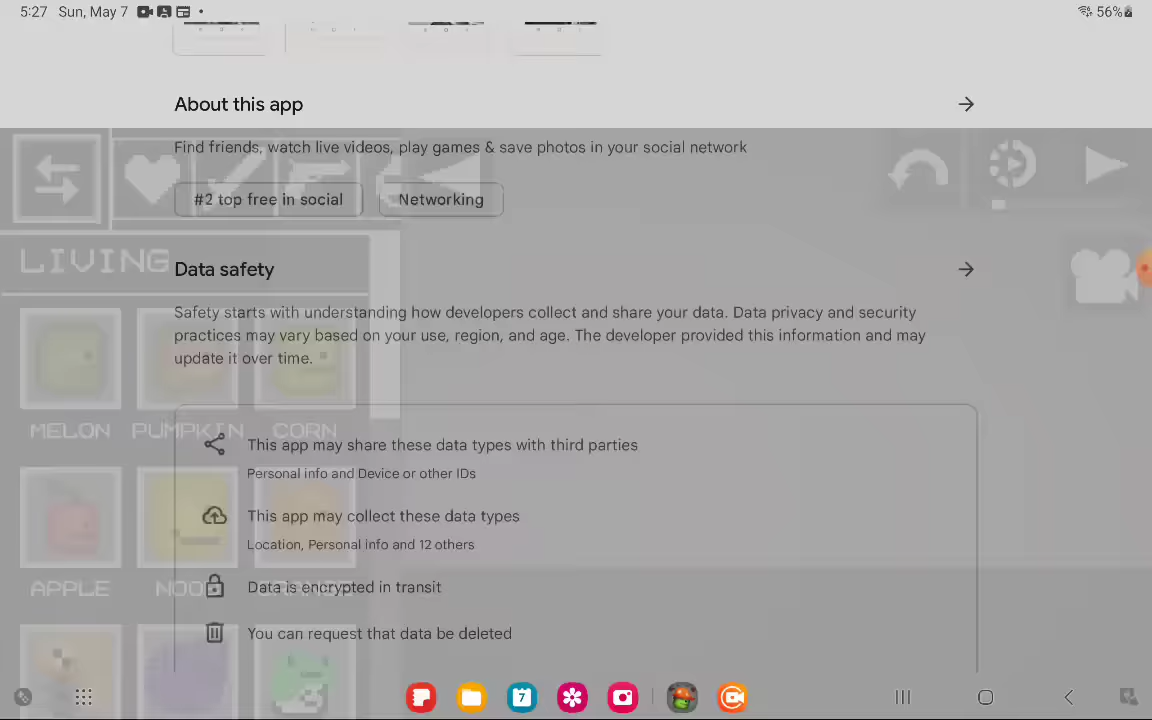 5:27 Sun, May 7
56%
About this app
Find friends, watch live videos, play games & save photos in your social network
#2 top free in social
Networking
LIVING
Data safety
Safety starts with understanding how developers collect and share your data. Data privacy and security
practices may vary based on your use, region, and age. The developer provided this information and may
update it over time.
MELON PUMPKIN CORN
This app may share these data types with third parties
Personal info and Device or other IDs
This app may collect these data types
Location, Personal info and 12 others
APPLE
Data is encrypted in transit
You can request that data be deleted
7